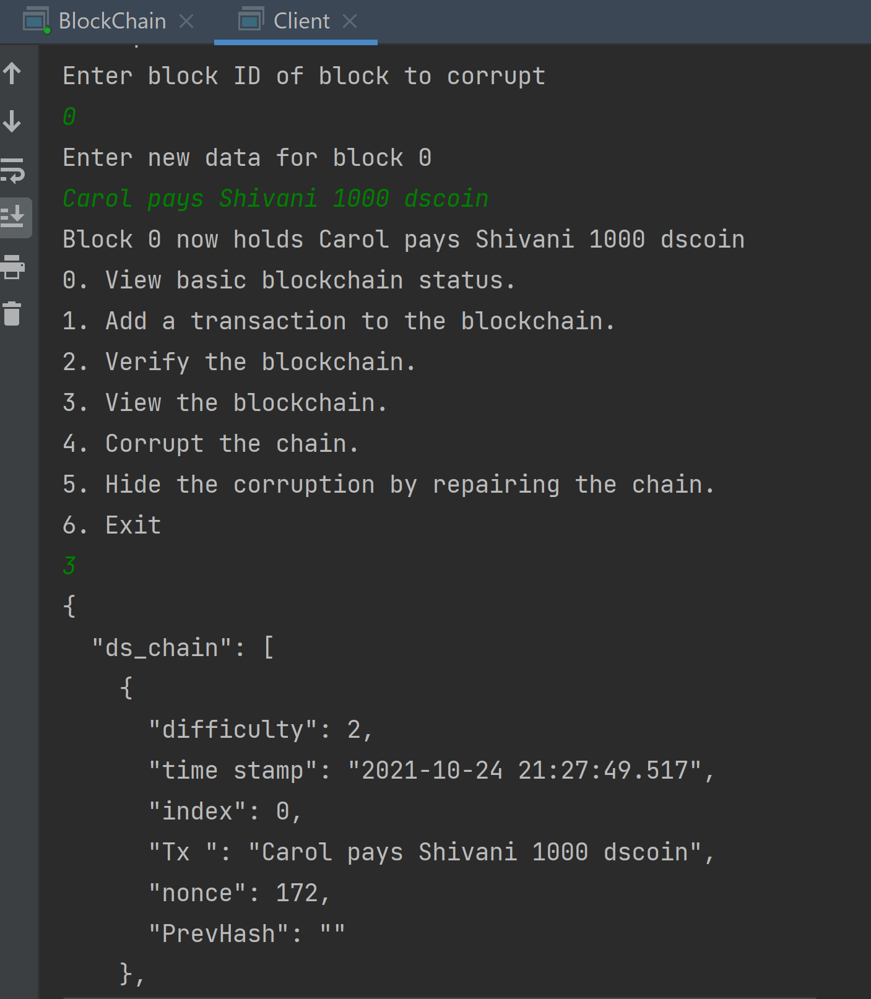 BlockChain
Client
Enter block ID of block to corrupt
0
Enter new data for block 0
Carol pays Shivani 1000 dscoin
Block 0 now holds Carol pays Shivani 1000 dscoin
0. View basic blockchain status.
1. Add a transaction to the blockchain.
2. Verify the blockchain.
3. View the blockchain.
4. Corrupt the chain.
5. Hide the corruption by repairing the chain.
6. Exit
3
{
  "ds_chain": [
    {
      "difficulty": 2,
      "time stamp": "2021-10-24 21:27:49.517",
      "index": 0,
      "Tx ": "Carol pays Shivani 1000 dscoin",
      "nonce": 172,
      "PrevHash": ""
    },